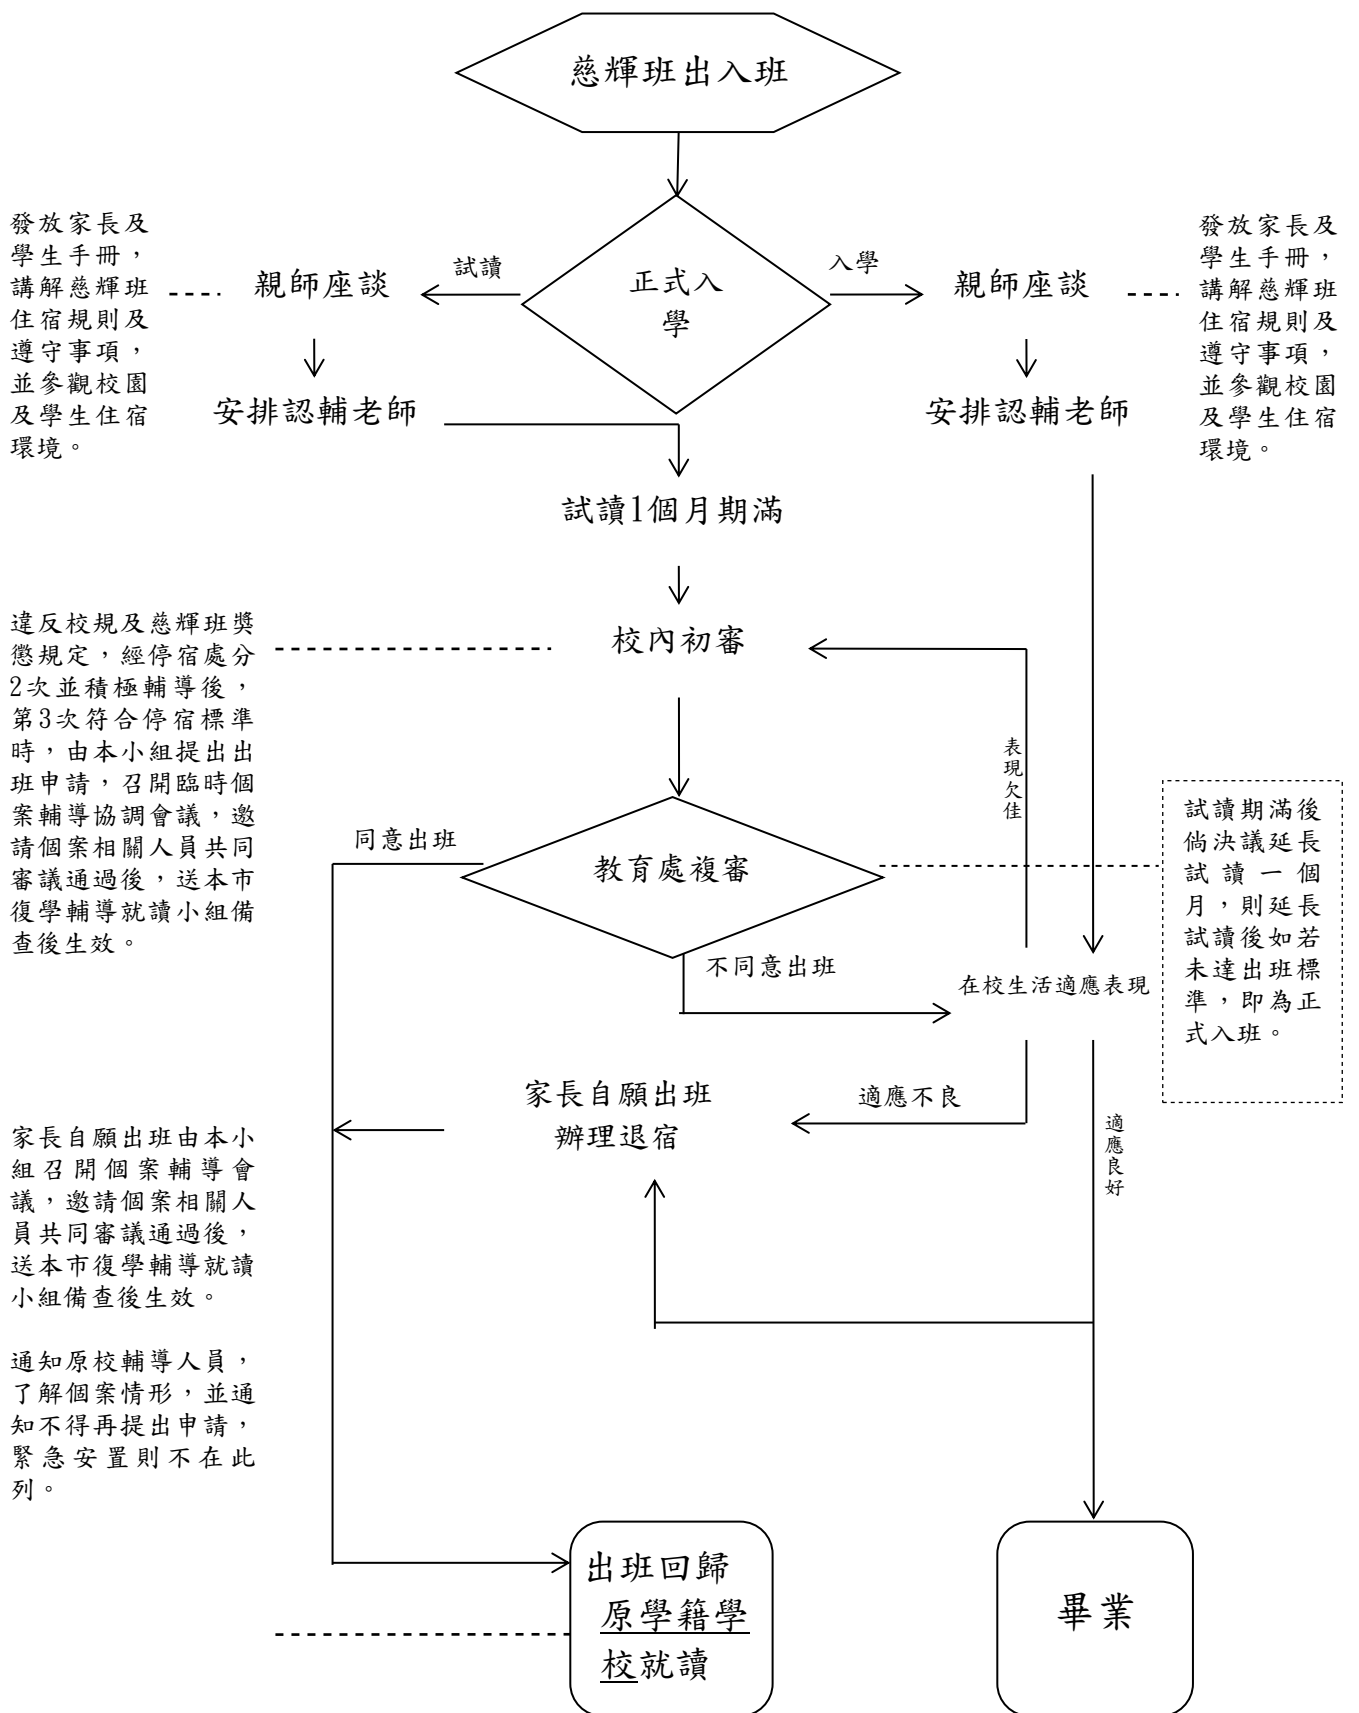 慈輝班出入班
正式入
學
試讀
入學
親師座談
親師座談
發放家長及
學生手冊，
講解慈輝班
住宿規則及
遵守事項，
並參觀校園
及學生住宿
環境。
發放家長及
學生手冊，
講解慈輝班
住宿規則及
遵守事項，
並參觀校園
及學生住宿
環境。
安排認輔老師
安排認輔老師
試讀1個月期滿
校內初審
違反校規及慈輝班獎
懲規定，經停宿處分
2次並積極輔導後，
第3次符合停宿標準
時，由本小組提出出
班申請，召開臨時個
案輔導協調會議，邀
請個案相關人員共同
審議通過後，送本市
復學輔導就讀小組備
查後生效。
表現欠佳
同意出班
教育處複審
不同意出班
在校生活適應表現
試讀期滿後
倘決議延長
試讀一個
月，則延長
試讀後如若
未達出班標
準，即為正
式入班。
家長自願出班
辦理退宿
適應不良
適應良好
家長自願出班由本小
組召開個案輔導會
議，邀請個案相關人
員共同審議通過後，
送本市復學輔導就讀
小組備查後生效。
通知原校輔導人員，
了解個案情形，並通
知不得再提出申請，
緊急安置則不在此
列。
出班回歸
原學籍學
校就讀
畢業